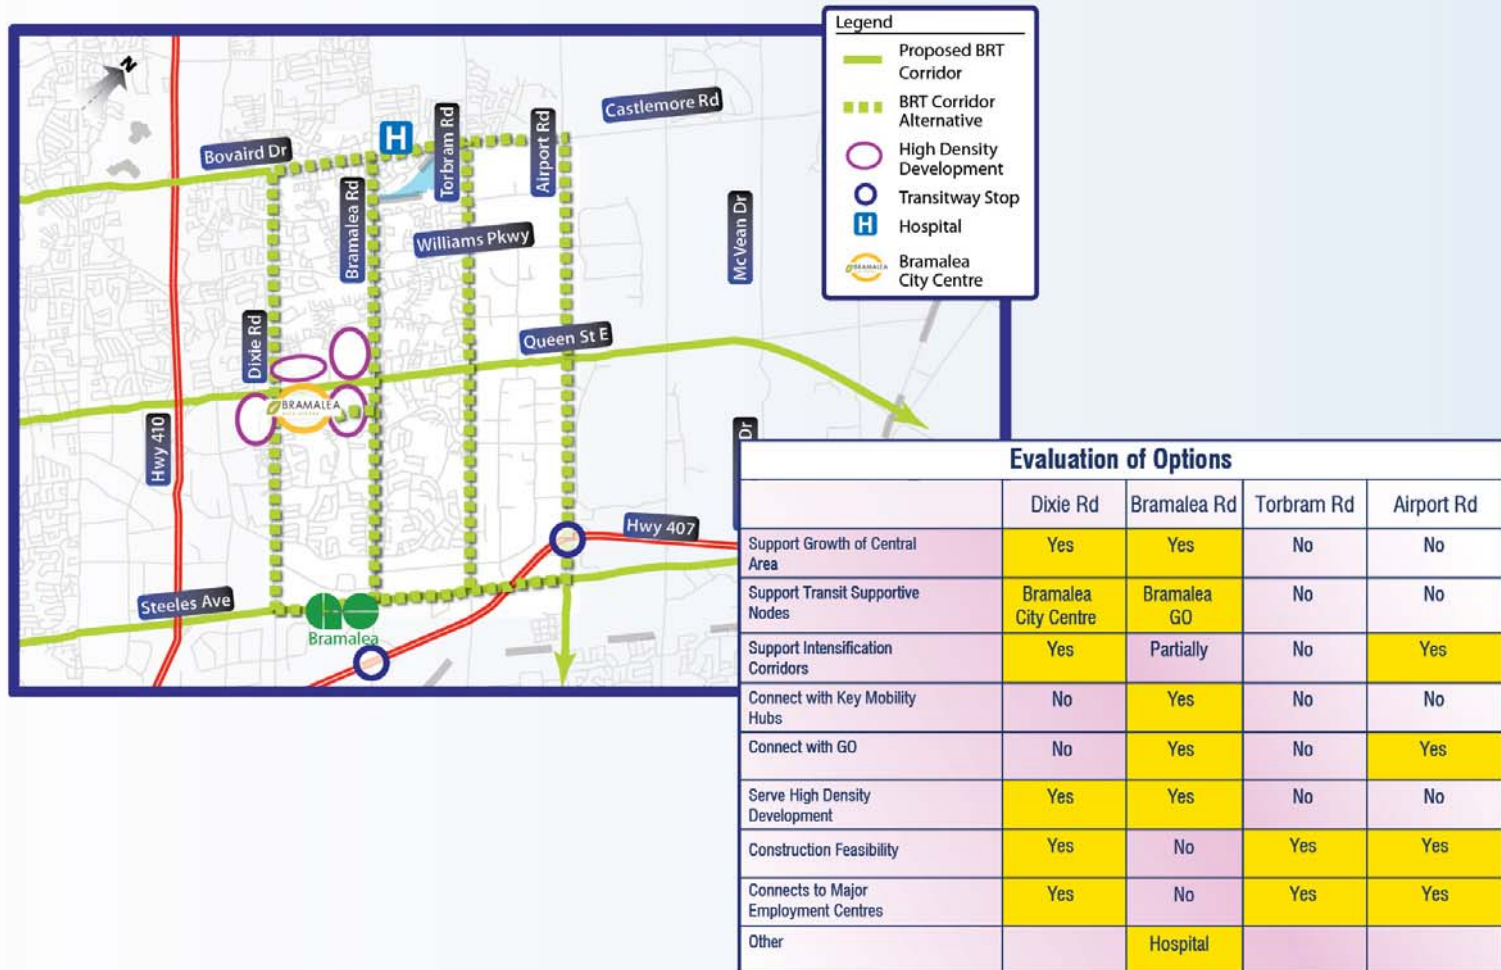 Legend
Proposed BRT
Corridor
BRT Corridor
Alternative
High Density
Development
Transitway Stop
H
Hospital
BRAMALEA
Bramalea
City Centre
N
Castlemore Rd
Bovaird Dr
H
Torbram Rd
Airport Rd
Bramalea Rd
Williams Pkwy
McVean Dr
Dixie Rd
Queen St E
BRAMALEA
Hwy 410
Dr
Hwy 407
Steeles Ave
GO
Bramalea
Evaluation of Options
Dixie Rd Bramalea Rd Torbram Rd Airport Rd
Support Growth of Central
Area
Yes Yes No No
Support Transit Supportive
Nodes
Bramalea
City Centre
Bramalea
GO
No No
Support Intensification
Corridors
Yes Partially No Yes
Connect with Key Mobility
Hubs
No Yes No No
Connect with GO No Yes No Yes
Serve High Density
Development
Yes Yes No No
Construction Feasibility Yes No Yes Yes
Connects to Major
Employment Centres
Yes No Yes Yes
Other Hospital